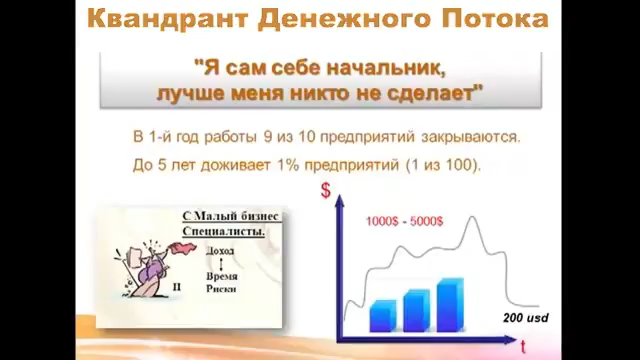 Квандрант Денежного Потока
"Я сам себе начальник,
лучше меня никто не сделает"
В 1-й год работы 9 из 10 предприятий закрываются.
До 5 лет доживает 1% предприятий (1 из 100).
С Малый бизнес
Специалисты.
Доход
Время
Риски
II
$
1000$ - 5000$
200 usd
t